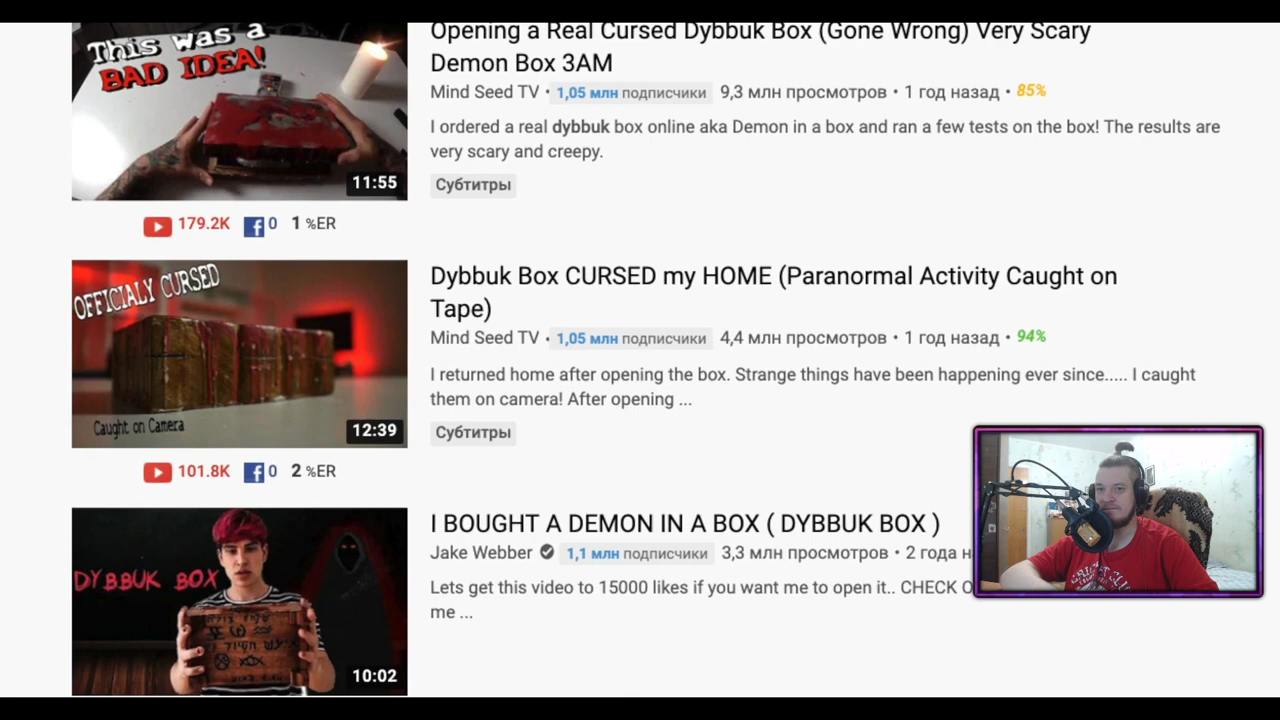 This was a
BAD IDEA!
11:55
Opening a Real Cursed Dybbuk Box (Gone Wrong) Very Scary
Demon Box 3AM
Mind Seed TV • 1,05 млн подписчики 9,3 млн просмотров • 1 год назад • 85%
I ordered a real dybbuk box online aka Demon in a box and ran a few tests on the box! The results are
very scary and creepy.
Субтитры
179.2K 0 1 %ER
OFFICIALY CURSED
Caught on Camera
12:39
Dybbuk Box CURSED my HOME (Paranormal Activity Caught on
Tape)
Mind Seed TV • 1,05 млн подписчики 4,4 млн просмотров • 1 год назад • 94%
I returned home after opening the box. Strange things have been happening ever since..... I caught
them on camera! After opening ...
Субтитры
101.8K 0 2 %ER
DYBBUK BOX
10:02
I BOUGHT A DEMON IN A BOX ( DYBBUK BOX )
Jake Webber 1,1 млн подписчики 3,3 млн просмотров • 2 года н
Lets get this video to 15000 likes if you want me to open it.. CHECK O
me ...